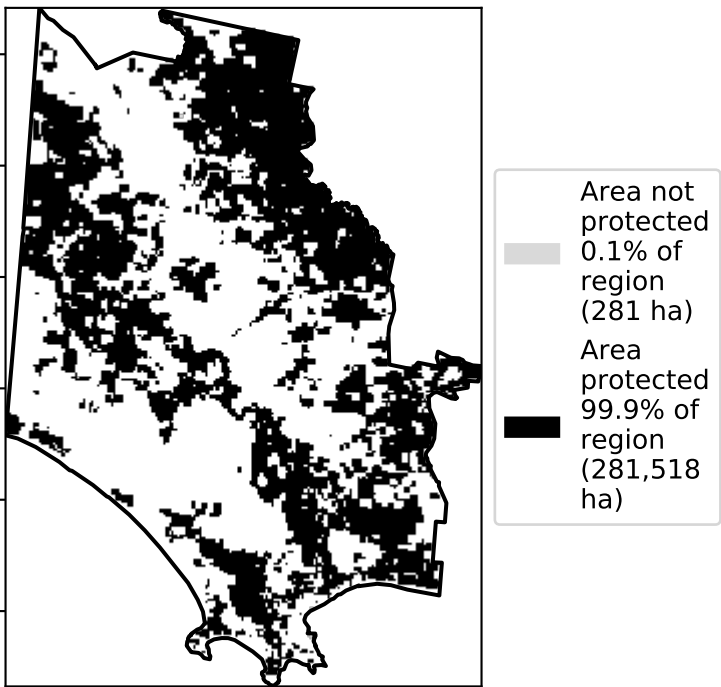 Area not
protected
0.1% of
region
(281 ha)
Area
protected
99.9% of
region
(281,518
ha)